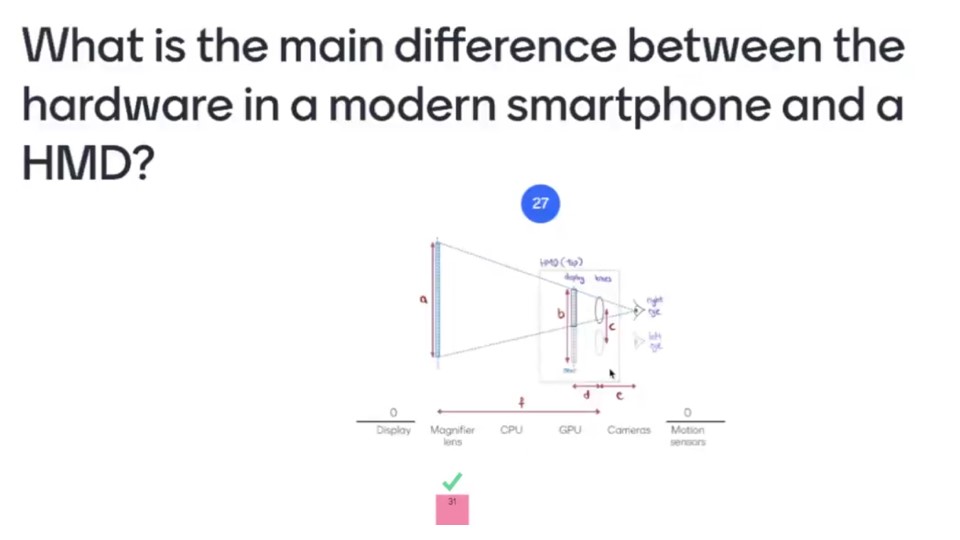 What is the main difference between the
hardware in a modern smartphone and a
HMD?
27
HMD (top)
display lens
a
b
c
right
eye
left
eye
d e
f
0 0
Display Magnifier lens CPU GPU Cameras Motion sensors
31